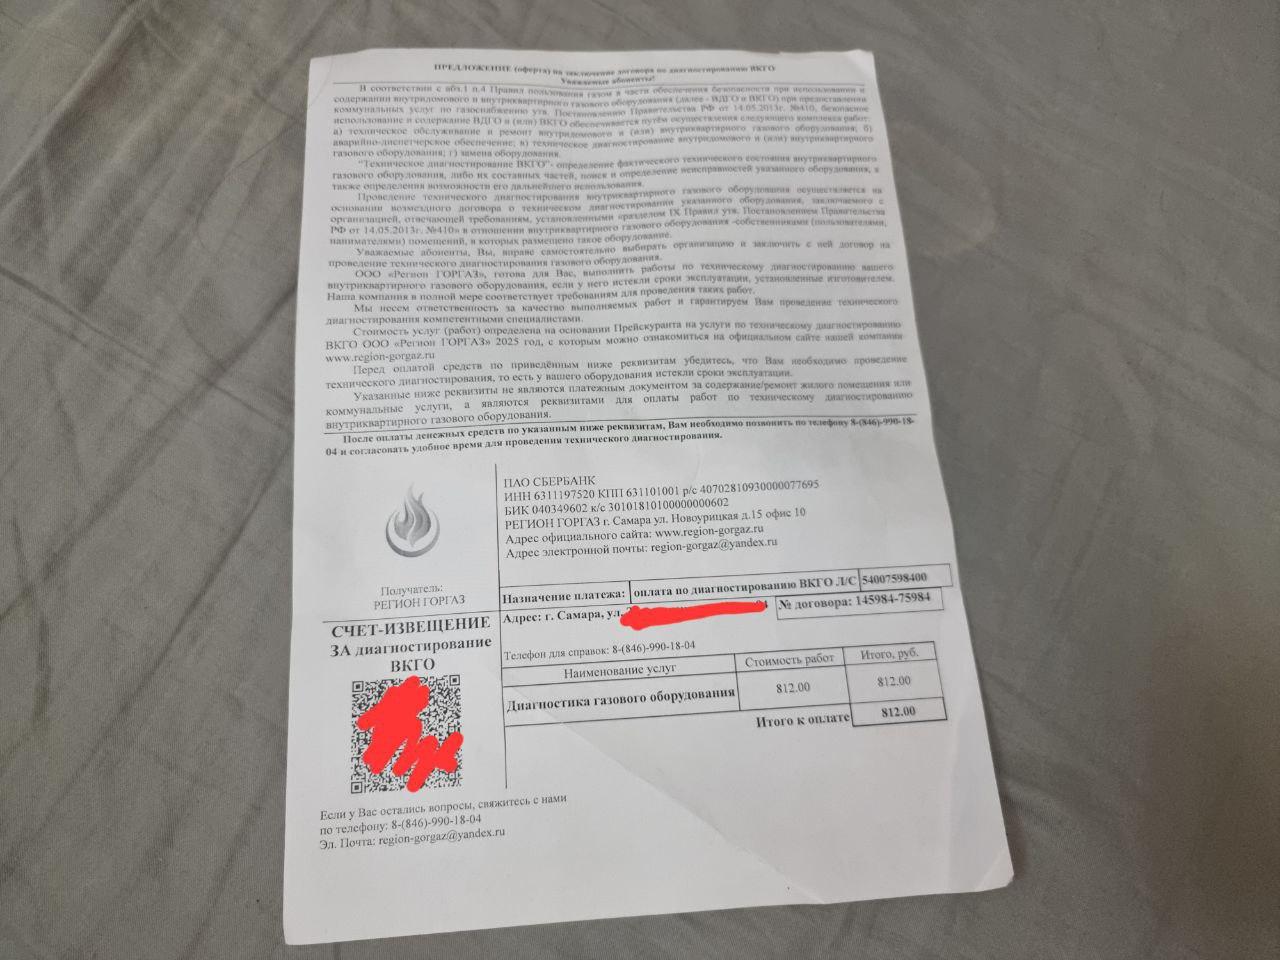 ПРЕДЛОЖЕНИЕ (оферта) на заключение договора по диагностированию ВКГО
Уважаемые абоненты!
В соответствии с абз.1 п.4 Правил пользования газом в части обеспечения безопасности при использовании и
содержании внутридомового и внутриквартирного газового оборудования (далее - ВДГО и ВКГО) при предоставлении
коммунальных услуг по газоснабжению утв. Постановлению Правительства РФ от 14.05.2013г. №410, безопасное
использование и содержание ВДГО и (или) ВКГО обеспечивается путём осуществления следующего комплекса работ:
а) техническое обслуживание и ремонт внутридомового и (или) внутриквартирного газового оборудования; б)
аварийно-диспетчерское обеспечение; в) техническое диагностирование внутридомового и (или) внутриквартирного
газового оборудования; г) замена оборудования.
"Техническое диагностирование ВКГО"- определение фактического технического состояния внутриквартирного
газового оборудования, либо их составных частей, поиск и определение неисправностей указанного оборудования, а
также определения возможности его дальнейшего использования.
Проведение технического диагностирования внутриквартирного газового оборудования осуществляется на
основании возмездного договора о техническом диагностировании указанного оборудования, заключаемого с
организацией, отвечающей требованиям, установленными «разделом IX Правил утв. Постановлением Правительства
РФ от 14.05.2013г. №410» в отношении внутриквартирного газового оборудования -собственниками (пользователями,
нанимателями) помещений, в которых размещено такое оборудование.
Уважаемые абоненты, Вы, вправе самостоятельно выбирать организацию и заключить с ней договор на
проведение технического диагностирования газового оборудования.
ООО «Регион ГОРГАЗ», готова для Вас, выполнить работы по техническому диагностированию вашего
внутриквартирного газового оборудования, если у него истекли сроки эксплуатации, установленные изготовителем.
Наша компания в полной мере соответствует требованиям для проведения таких работ.
Мы несем ответственность за качество выполняемых работ и гарантируем Вам проведение технического
диагностирования компетентными специалистами.
Стоимость услуг (работ) определена на основании Прейскуранта на услуги по техническому диагностированию
ВКГО ООО «Регион ГОРГАЗ» 2025 год, с которым можно ознакомиться на официальном сайте нашей компании
www.region-gorgaz.ru
Перед оплатой средств по приведённым ниже реквизитам убедитесь, что Вам необходимо проведение
технического диагностирования, то есть у вашего оборудования истекли сроки эксплуатации.
Указанные ниже реквизиты не являются платежным документом за содержание/ремонт жилого помещения или
коммунальные услуги, а являются реквизитами для оплаты работ по техническому диагностированию
внутриквартирного газового оборудования.
После оплаты денежных средств по указанным ниже реквизитам, Вам необходимо позвонить по телефону 8-(846)-990-18-
04 и согласовать удобное время для проведения технического диагностирования.
ПАО СБЕРБАНК
ИНН 6311197520 КПП 631101001 р/с 40702810930000077695
БИК 040349602 к/с 30101810100000000602
РЕГИОН ГОРГАЗ г. Самара ул. Новоурицкая д.15 офис 10
Адрес официального сайта: www.region-gorgaz.ru
Адрес электронной почты: region-gorgaz@yandex.ru
Получатель:
РЕГИОН ГОРГАЗ
Назначение платежа: оплата по диагностированию ВКГО Л/С 54007598400
Адрес: г. Самара, ул.
№ договора: 145984-75984
СЧЕТ-ИЗВЕЩЕНИЕ
ЗА диагностирование
ВКГО
Телефон для справок: 8-(846)-990-18-04
Наименование услуг Стоимость работ Итого, руб.
Диагностика газового оборудования 812.00 812.00
Итого к оплате 812.00
Если у Вас остались вопросы, свяжитесь с нами
по телефону: 8-(846)-990-18-04
Эл. Почта: region-gorgaz@yandex.ru